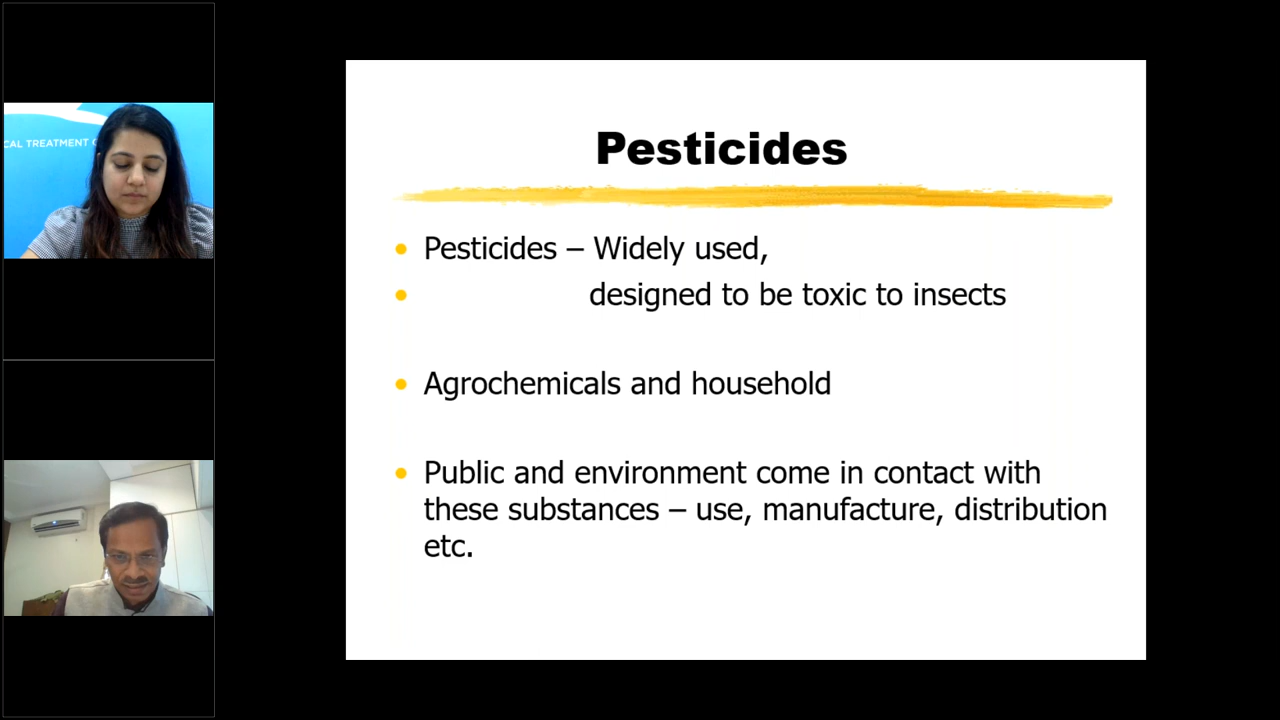 CAL TREATMENT
Pesticides
• Pesticides – Widely used,
• designed to be toxic to insects
• Agrochemicals and household
• Public and environment come in contact with
these substances – use, manufacture, distribution
etc.